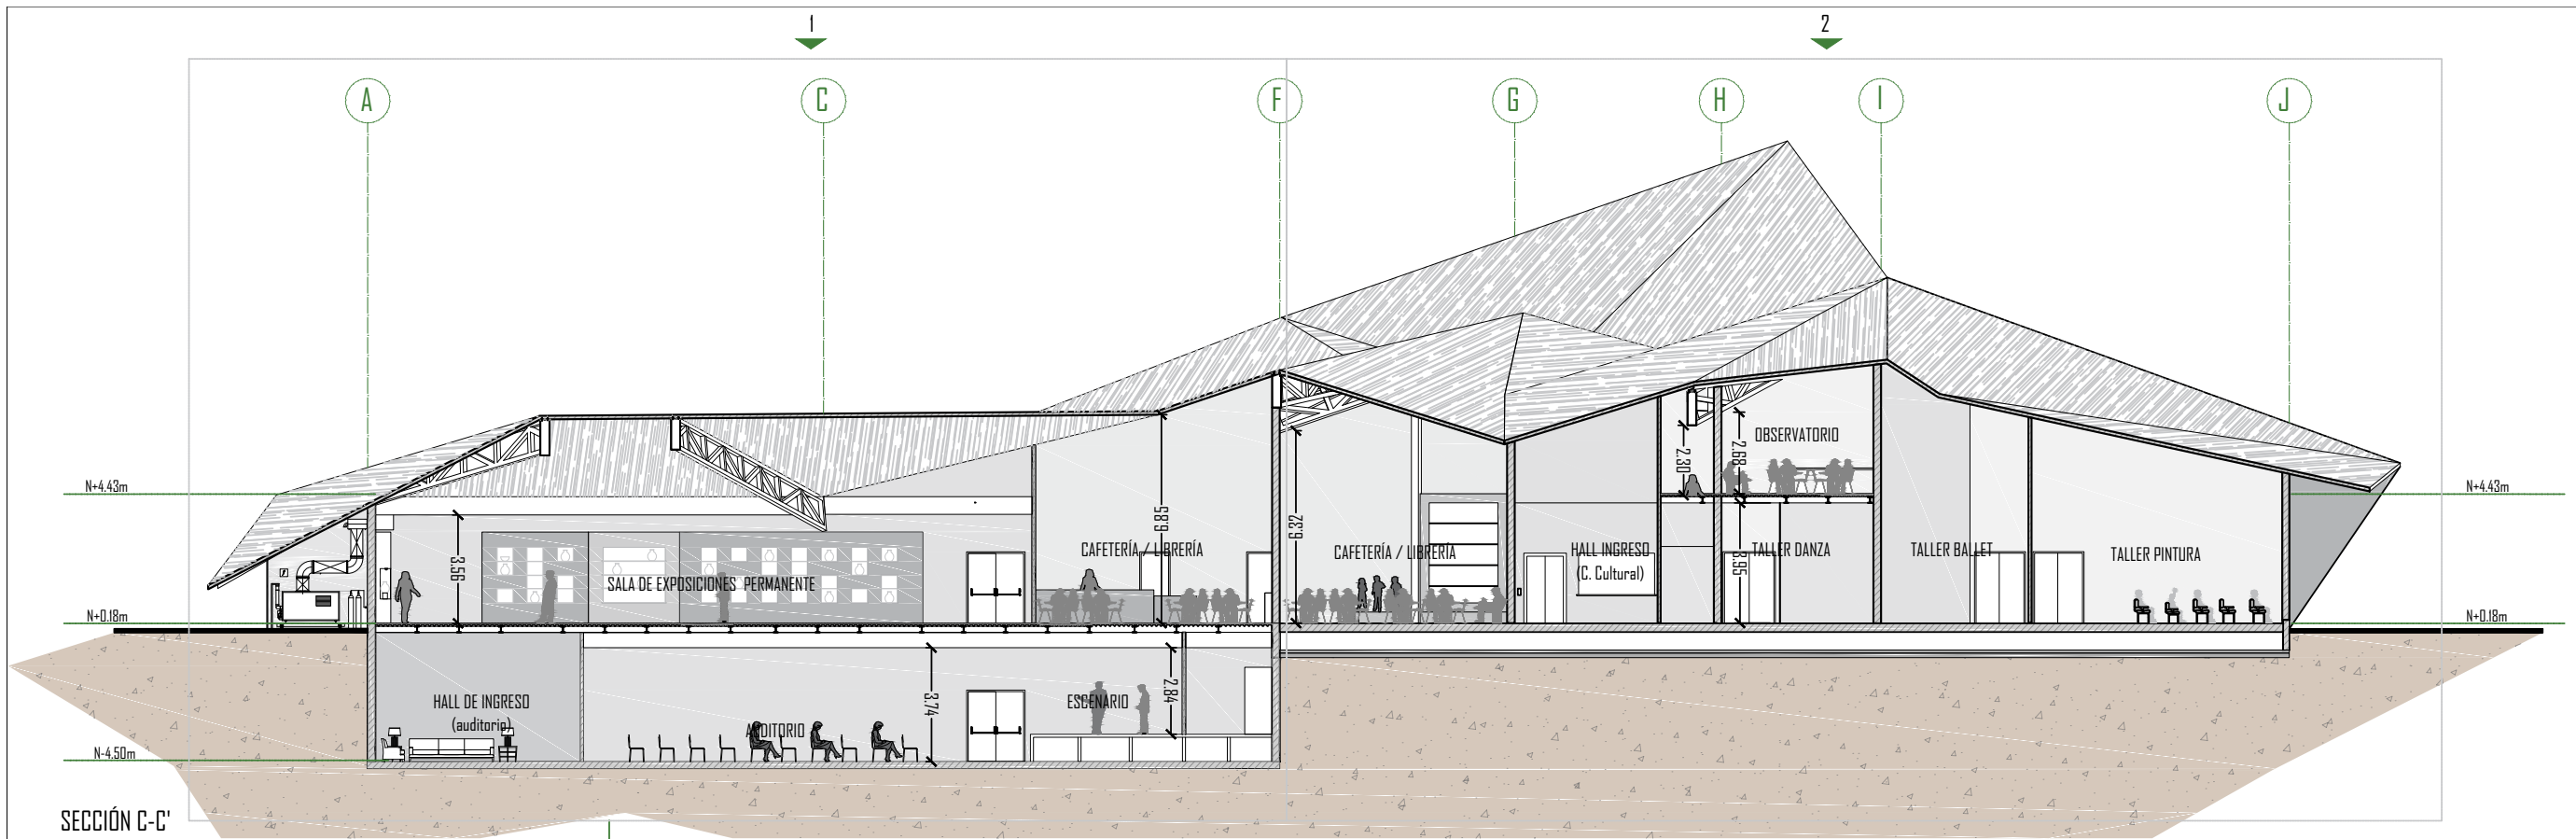 1
2
A
C
F
G
H
I
J
N+4.43m
N+4.43m
OBSERVATORIO
2.30
2.68
6.85
6.32
3.56
3.95
CAFETERÍA / LIBRERÍA
CAFETERÍA / LIBRERÍA
HALL INGRESO
(C. Cultural)
TALLER DANZA
TALLER BALLET
TALLER PINTURA
SALA DE EXPOSICIONES PERMANENTE
N+0.18m
N+0.18m
HALL DE INGRESO
(auditorio)
AUDITORIO
3.74
ESCENARIO
2.84
N-4.50m
SECCIÓN C-C'